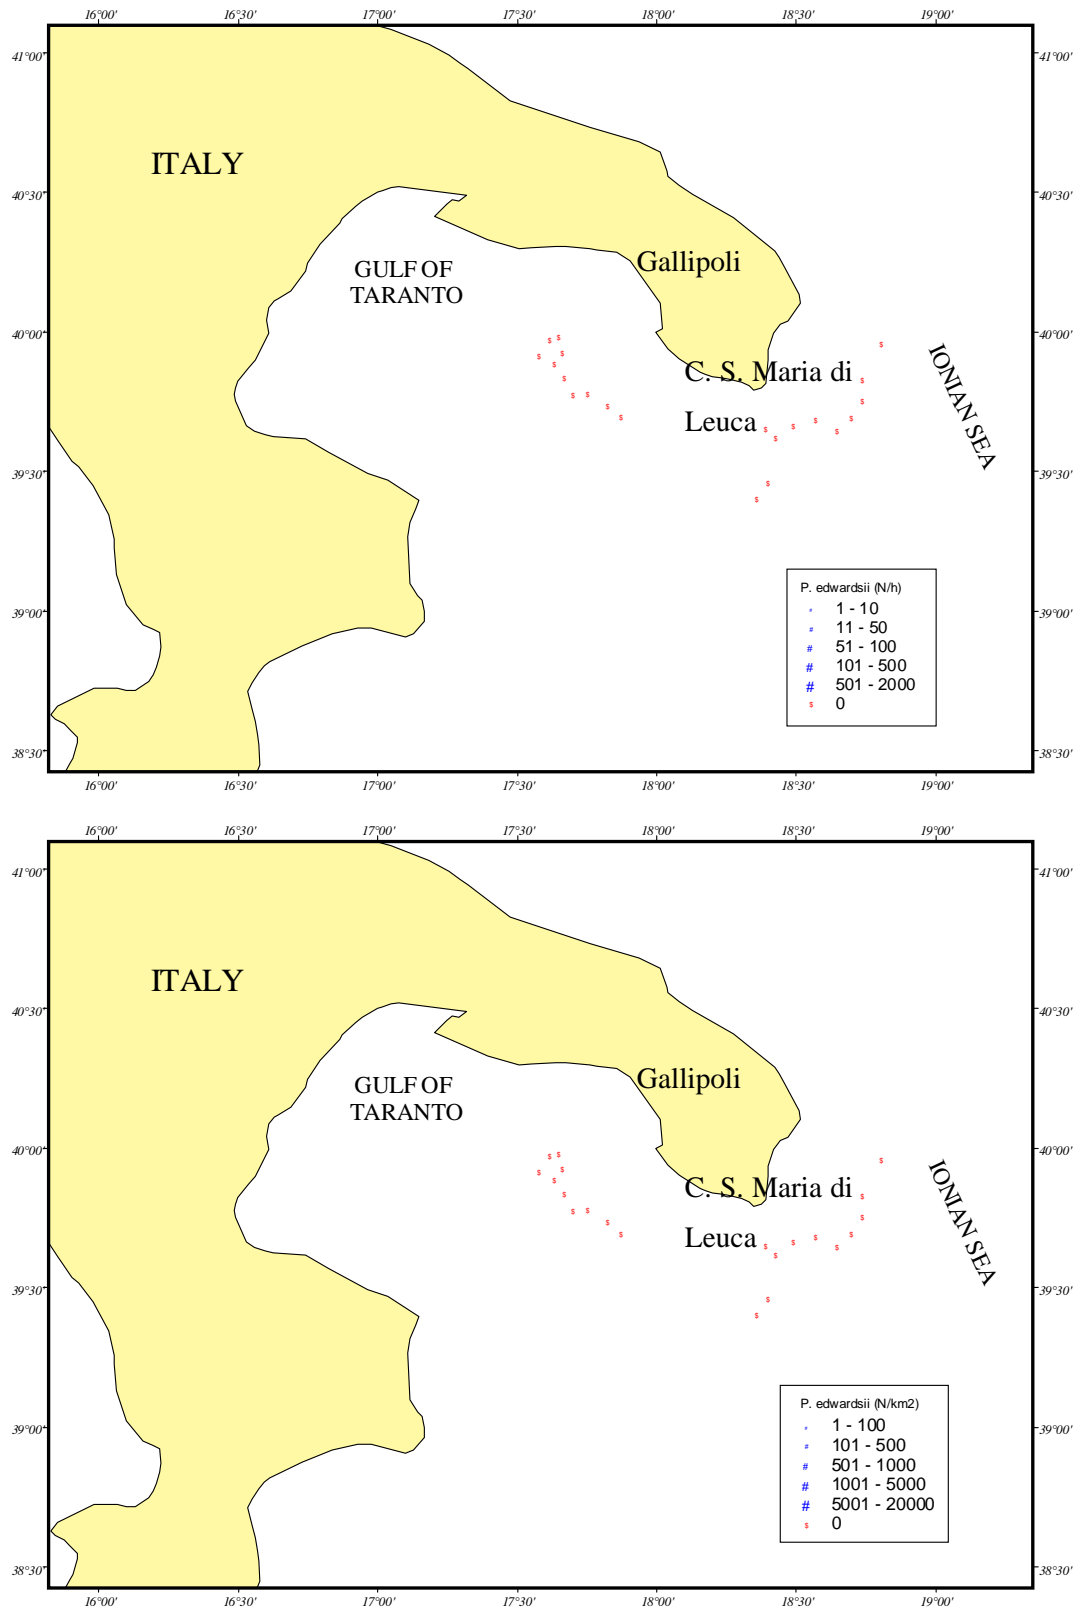 16°00' 16°30' 17°00' 17°30' 18°00' 18°30' 19°00'
41°00' 41°00'
ITALY
40°30' 40°30'
Gallipoli
GULF OF
TARANTO
40°00' 40°00'
IONIAN SEA
C. S. Maria di
Leuca
39°30' 39°30'
P. edwardsii (N/h)
# 1 - 10
# 11 - 50
# 51 - 100
# 101 - 500
# 501 - 2000
$ 0
39°00' 39°00'
38°30' 38°30'
16°00' 16°30' 17°00' 17°30' 18°00' 18°30' 19°00'
16°00' 16°30' 17°00' 17°30' 18°00' 18°30' 19°00'
41°00' 41°00'
ITALY
40°30' 40°30'
Gallipoli
GULF OF
TARANTO
40°00' 40°00'
IONIAN SEA
C. S. Maria di
Leuca
39°30' 39°30'
P. edwardsii (N/km2)
# 1 - 100
# 101 - 500
# 501 - 1000
# 1001 - 5000
# 5001 - 20000
$ 0
39°00' 39°00'
38°30' 38°30'
16°00' 16°30' 17°00' 17°30' 18°00' 18°30' 19°00'